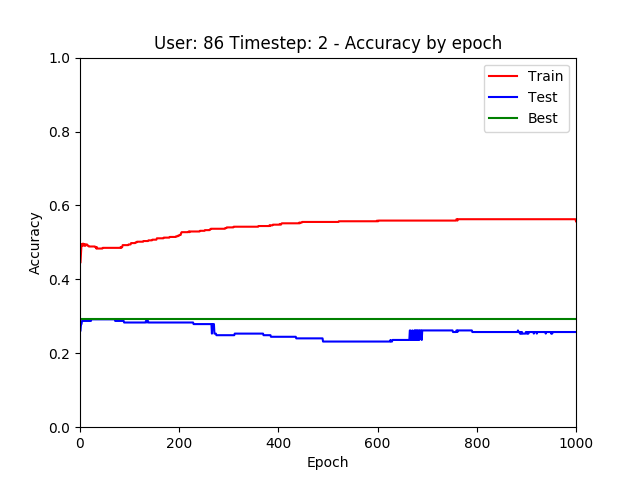 User: 86 Timestep: 2 - Accuracy by epoch
1.0
0.8
0.6
0.4
0.2
0.0
Accuracy
Train
Test
Best
0 200 400 600 800 1000
Epoch